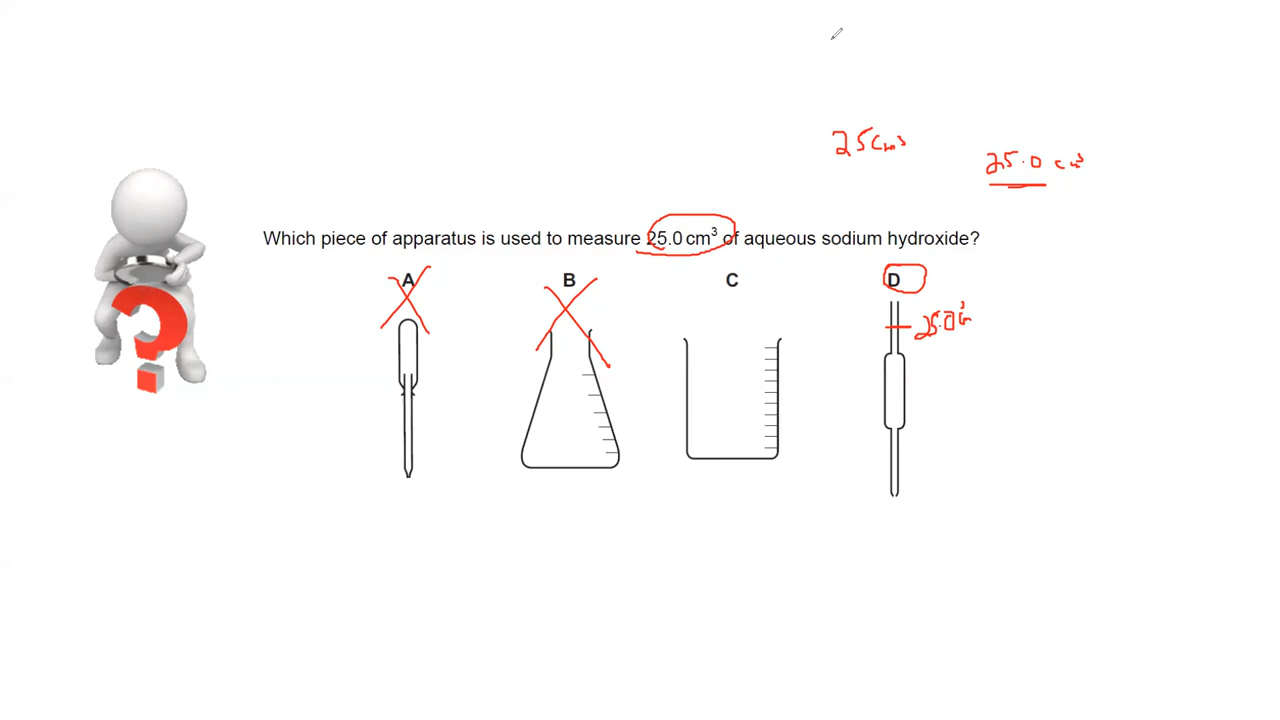 25cm³
25.0 cm³
Which piece of apparatus is used to measure 25.0 cm³ of aqueous sodium hydroxide?
A B C D
25.0